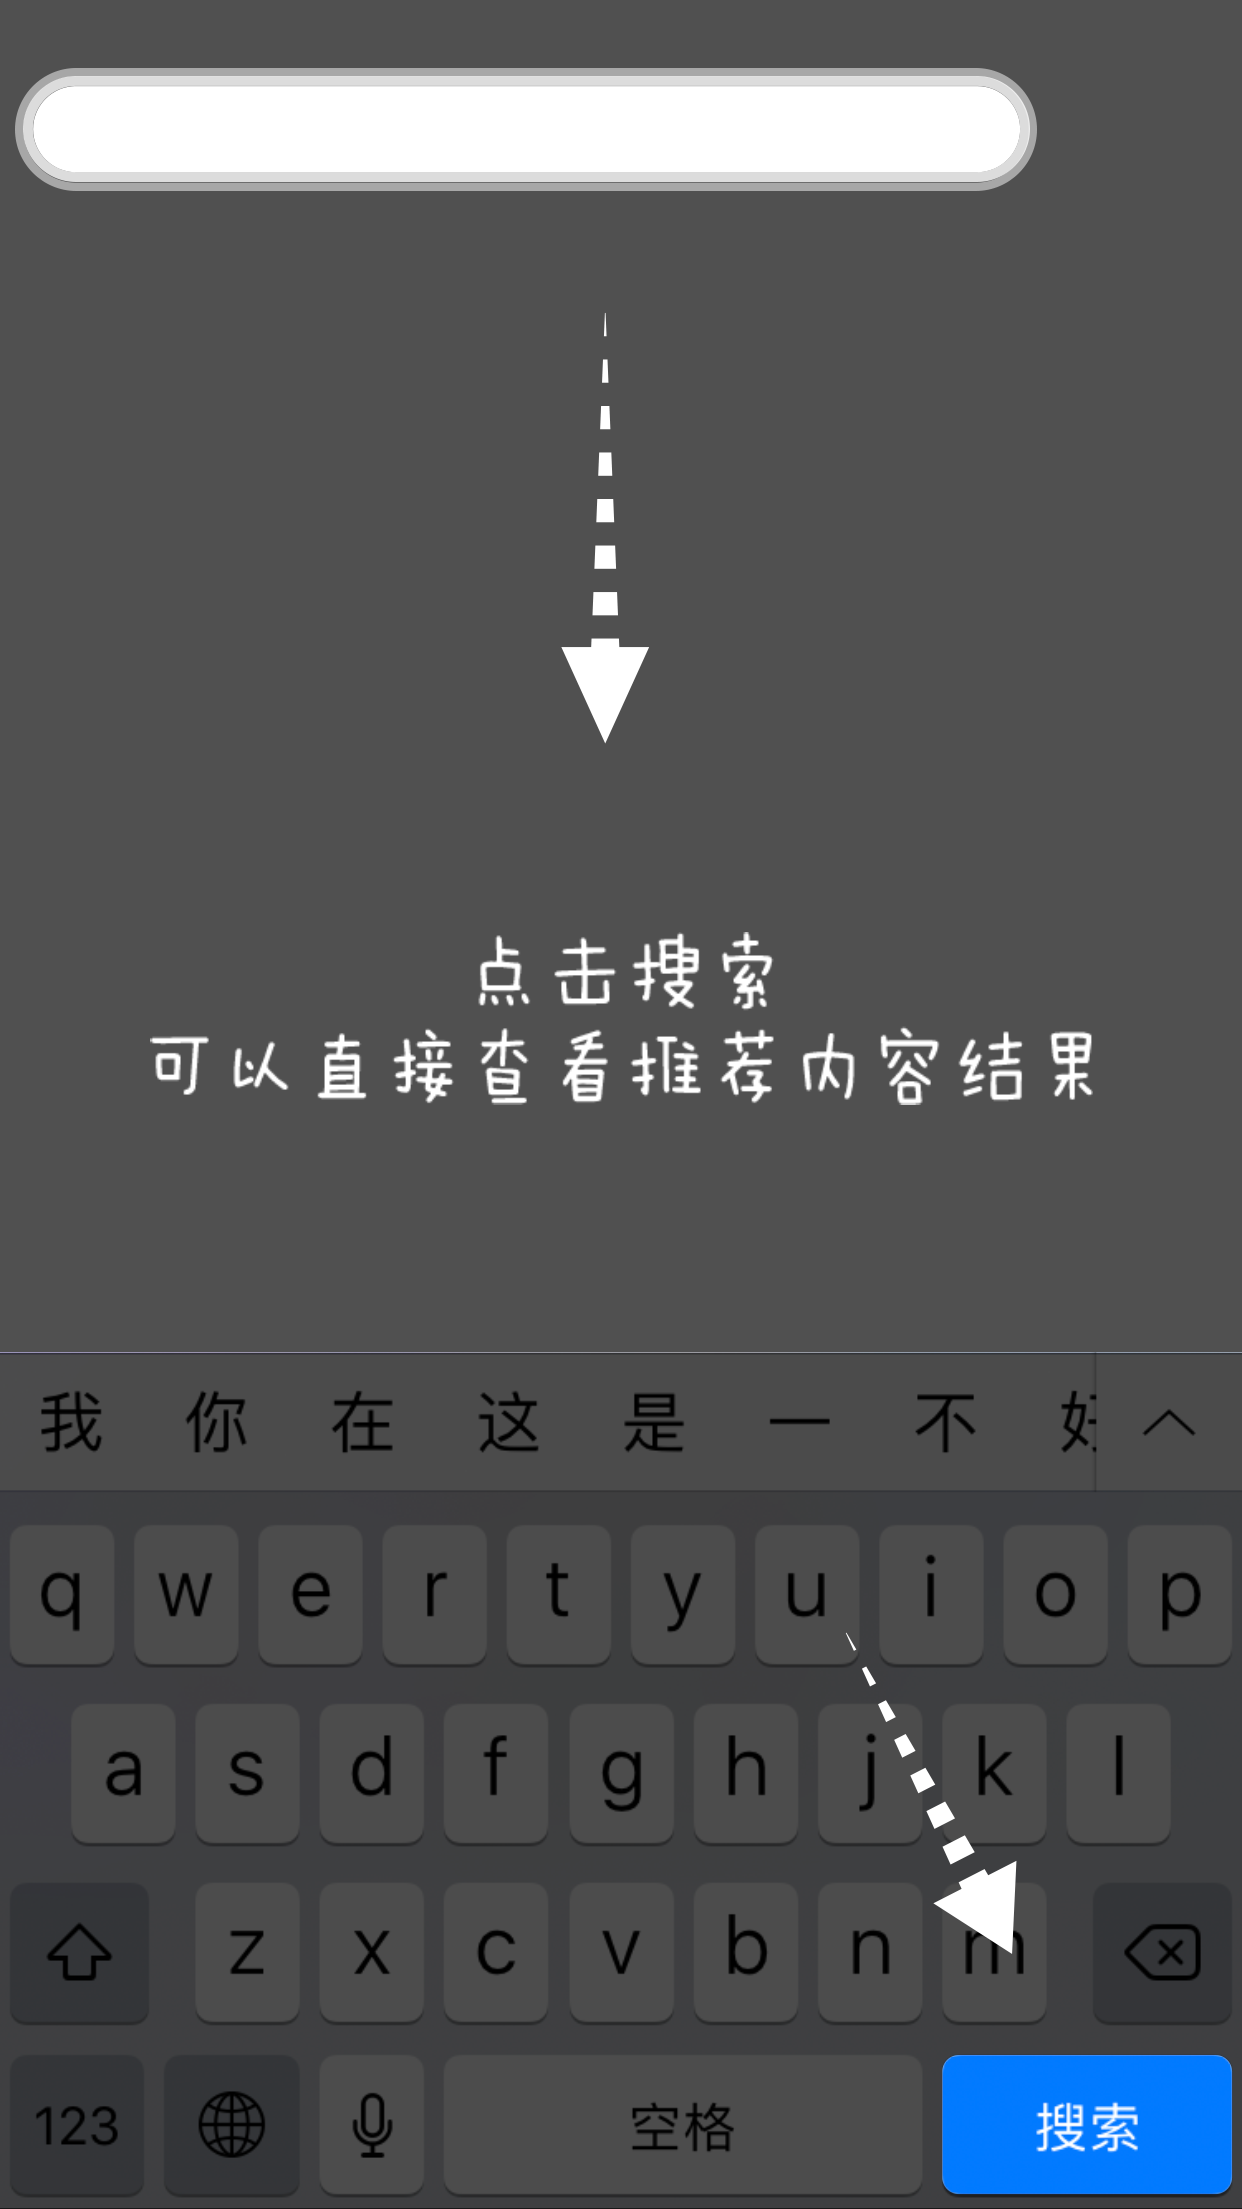 点击搜索
可以直接查看推荐内容结果
我 你 在 这 是 一 不 好
q w e r t y u i o p
a s d f g h j k l
z x c v b n m
123 空格 搜索